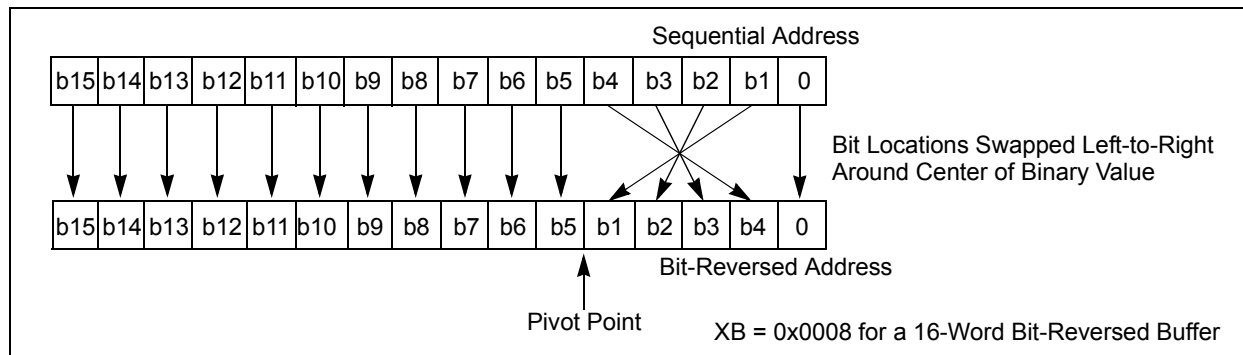 Sequential Address
b15 b14 b13 b12 b11 b10 b9 b8 b7 b6 b5 b4 b3 b2 b1 0
Bit Locations Swapped Left-to-Right
Around Center of Binary Value
b15 b14 b13 b12 b11 b10 b9 b8 b7 b6 b5 b1 b2 b3 b4 0
Bit-Reversed Address
Pivot Point
XB = 0x0008 for a 16-Word Bit-Reversed Buffer